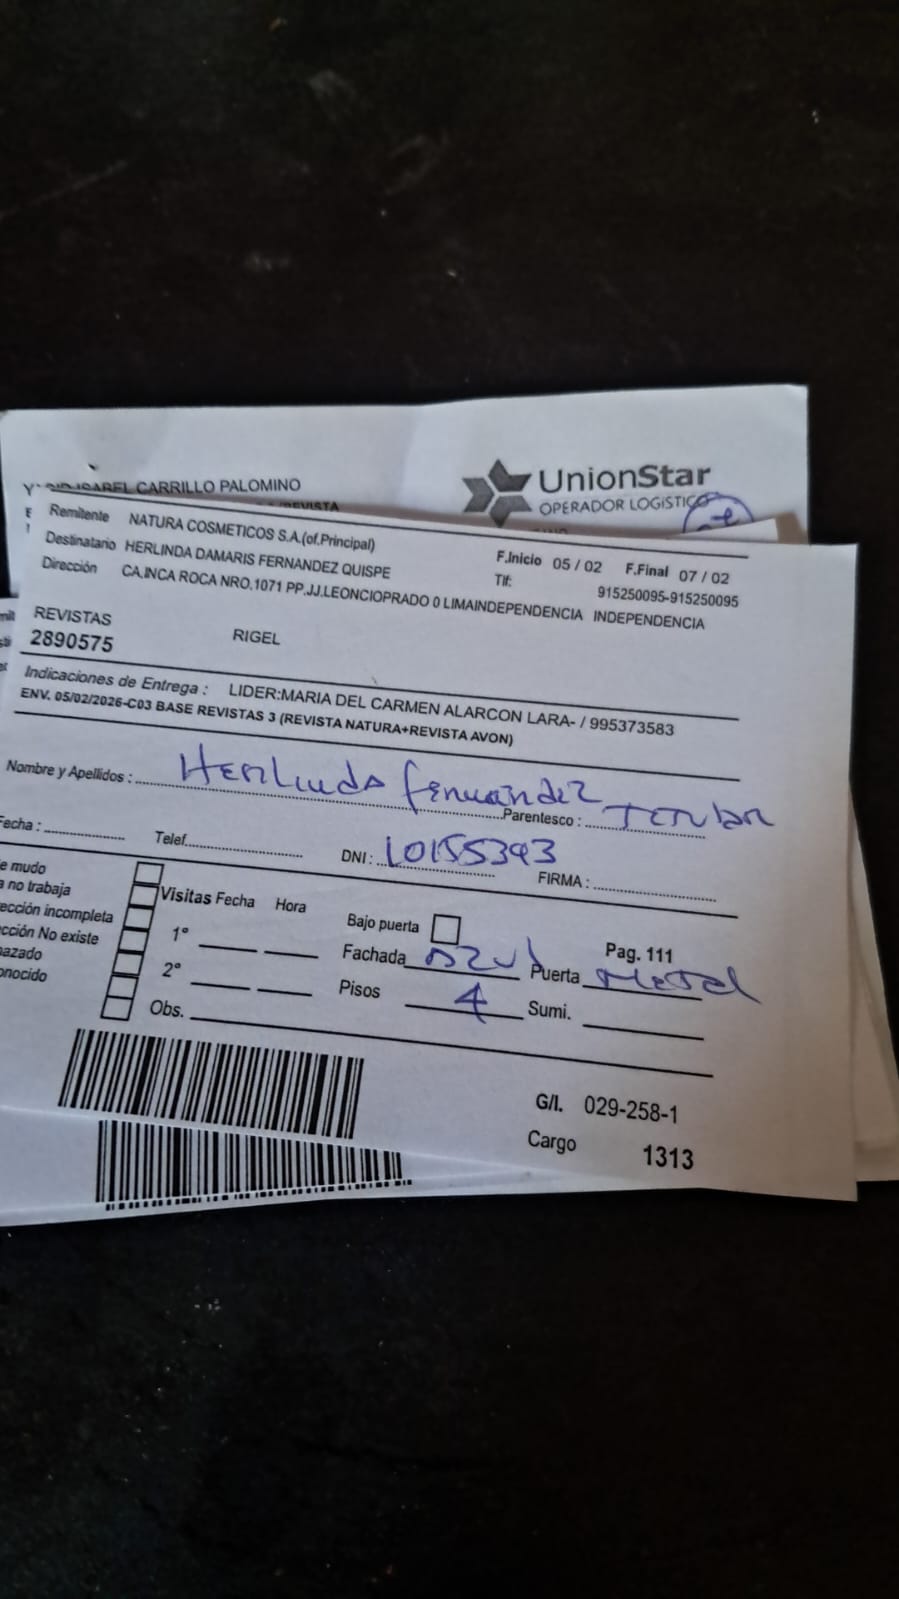 ISABEL CARRILLO PALOMINO
UnionStar
OPERADOR LOGISTICO
REVISTA
Remitente NATURA COSMETICOS S.A.(of.Principal)
Destinatario HERLINDA DAMARIS FERNANDEZ QUISPE
F.Inicio 05 / 02 F.Final 07 / 02
Dirección CA.INCA ROCA NRO.1071 PP.JJ.LEONCIOPRADO 0 LIMAINDEPENDENCIA INDEPENDENCIA
Tlf: 915250095-915250095
REVISTAS
2890575 RIGEL
Indicaciones de Entrega : LIDER:MARIA DEL CARMEN ALARCON LARA- / 995373583
ENV. 05/02/2026-C03 BASE REVISTAS 3 (REVISTA NATURA+REVISTA AVON)
Nombre y Apellidos : Herlinda fernandez Parentesco : Titular
echa : Telef. DNI : 10155393 FIRMA :
e mudo
a no trabaja
ección incompleta
cción No existe
azado
onocido
Visitas Fecha Hora
1°
2°
Obs.
Bajo puerta Pag. 111
Fachada azul Puerta Metal
Pisos 4 Sumi.
G/I. 029-258-1
Cargo 1313